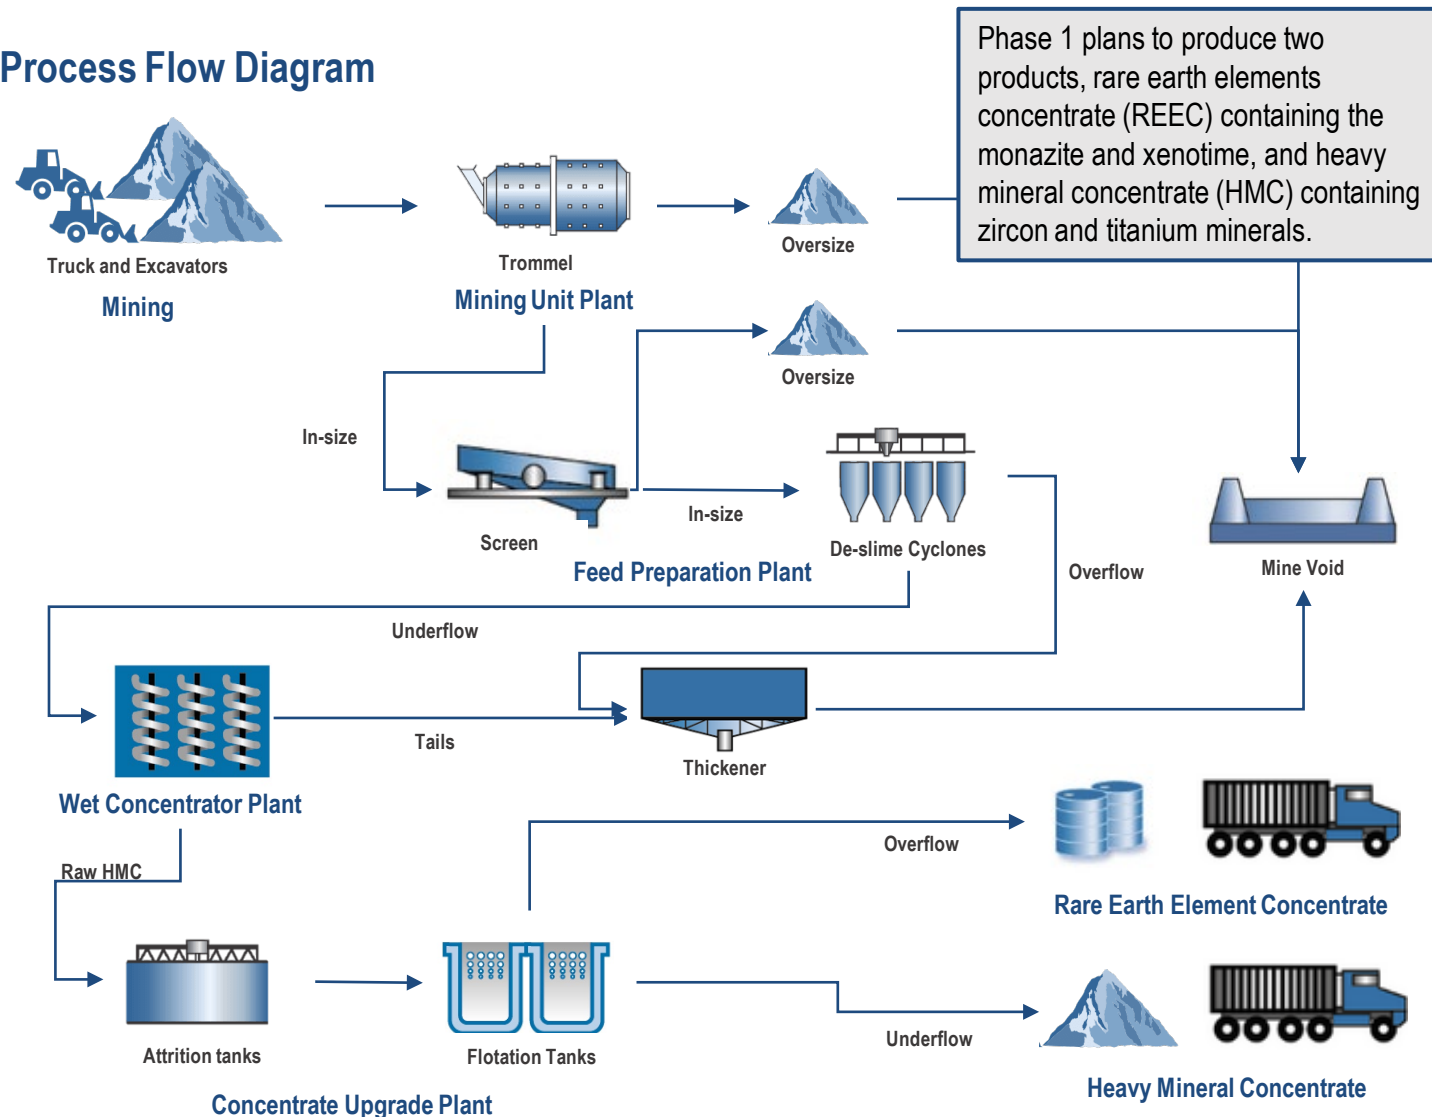 Process Flow Diagram
Phase 1 plans to produce two
products, rare earth elements
concentrate (REEC) containing the
monazite and xenotime, and heavy
mineral concentrate (HMC) containing
zircon and titanium minerals.
Truck and Excavators
Mining
Trommel
Mining Unit Plant
Oversize
Oversize
In-size
Screen
In-size
De-slime Cyclones
Feed Preparation Plant
Overflow
Mine Void
Underflow
Tails
Thickener
Wet Concentrator Plant
Raw HMC
Overflow
Rare Earth Element Concentrate
Attrition tanks
Flotation Tanks
Underflow
Concentrate Upgrade Plant
Heavy Mineral Concentrate